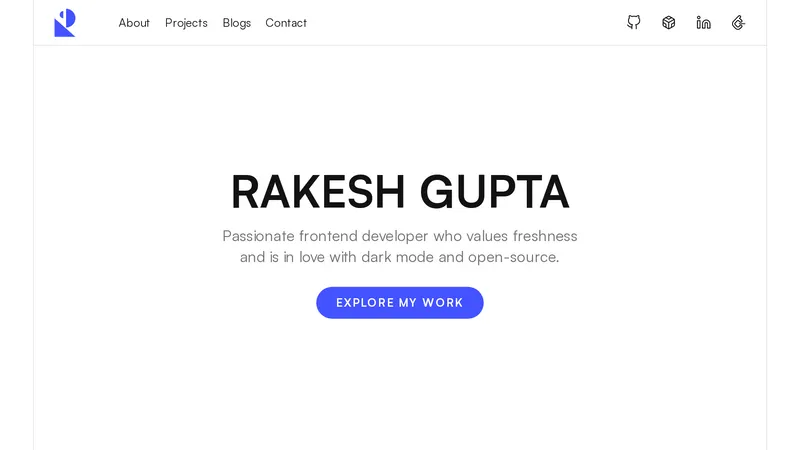 About Projects Blogs Contact
RAKESH GUPTA
Passionate frontend developer who values freshness
and is in love with dark mode and open-source.
EXPLORE MY WORK